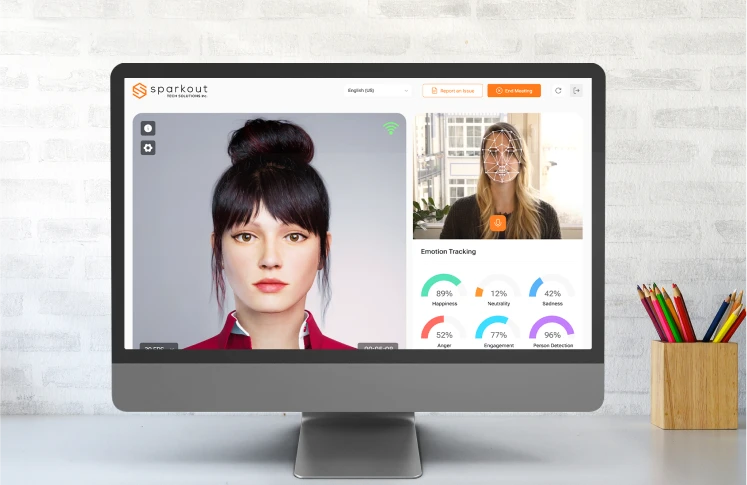 sparkout
TECH SOLUTIONS INC.
English (US)
Report an Issue
End Meeting
Emotion Tracking
89%
12%
42%
Happiness
Neutrality
Sadness
52%
77%
96%
Anger
Engagement
Person Detection